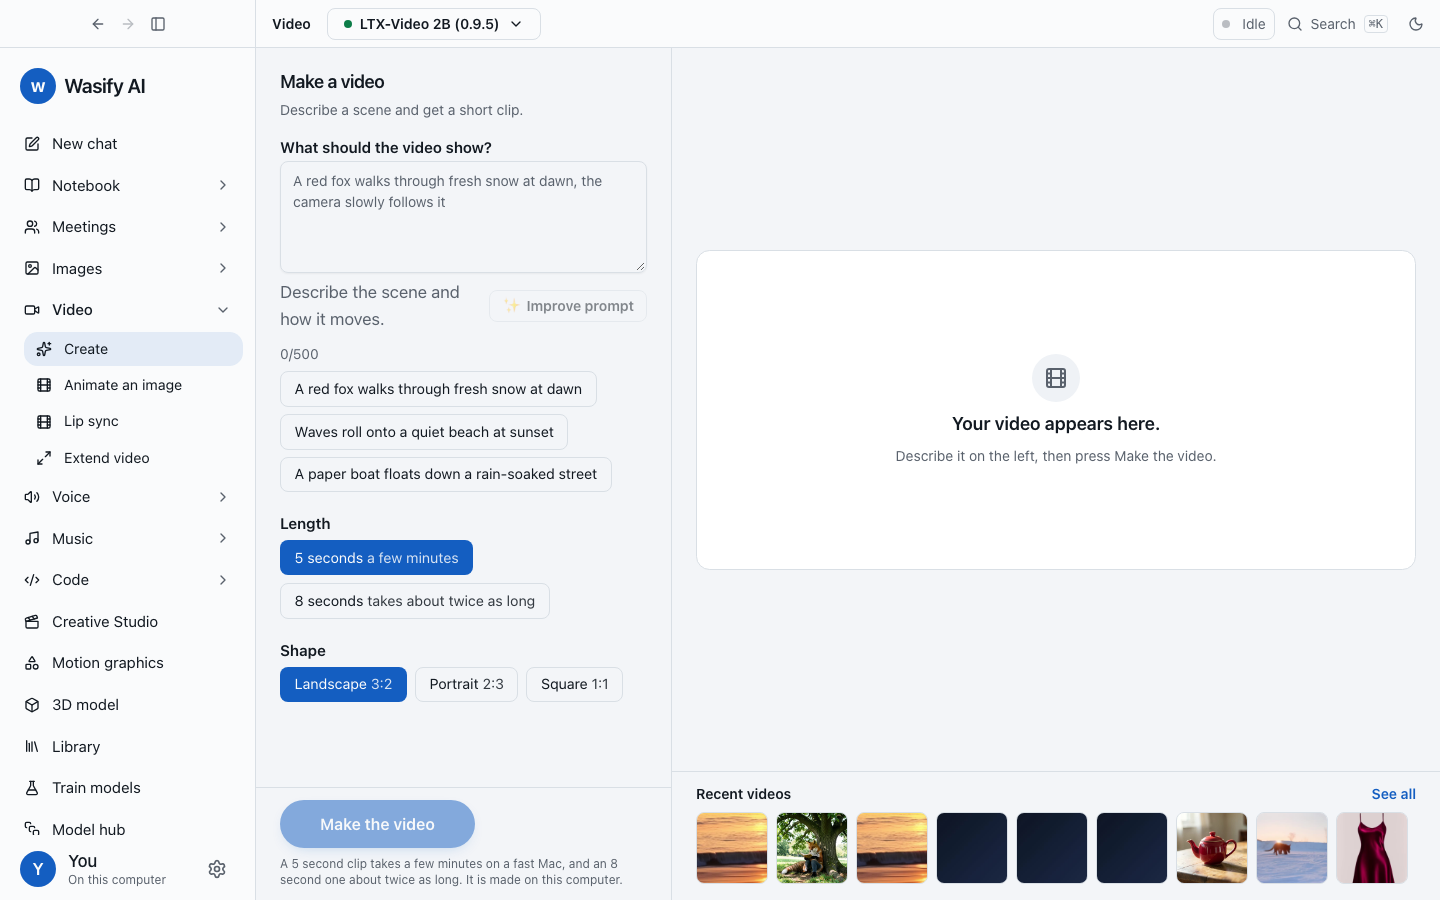 Video
LTX-Video 2B (0.9.5)
Idle
Search
⌘K
W
Wasify AI
New chat
Notebook
Meetings
Images
Video
Create
Animate an image
Lip sync
Extend video
Voice
Music
Code
Creative Studio
Motion graphics
3D model
Library
Train models
Model hub
Y
You
On this computer
Make a video
Describe a scene and get a short clip.
What should the video show?
A red fox walks through fresh snow at dawn, the
camera slowly follows it
Describe the scene and
how it moves.
✨ Improve prompt
0/500
A red fox walks through fresh snow at dawn
Waves roll onto a quiet beach at sunset
A paper boat floats down a rain-soaked street
Length
5 seconds a few minutes
8 seconds takes about twice as long
Shape
Landscape 3:2
Portrait 2:3
Square 1:1
Make the video
A 5 second clip takes a few minutes on a fast Mac, and an 8
second one about twice as long. It is made on this computer.
Your video appears here.
Describe it on the left, then press Make the video.
Recent videos
See all